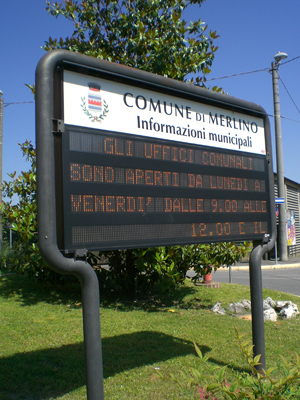 COMUNE DI MERLINO
Informazioni municipali
GLI UFFICI COMUNALI
SONO APERTI DA LUNEDI A
VENERDI' DALLE 9.00 ALLE
12.00 E IL